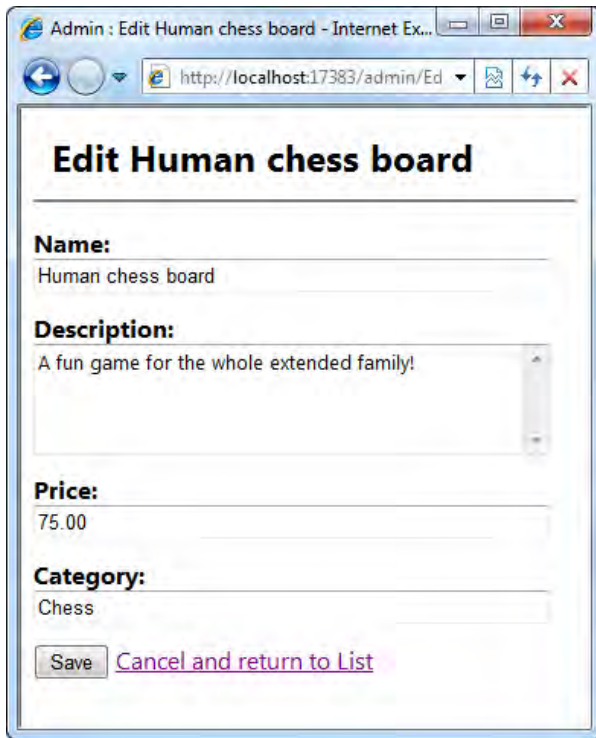 Admin : Edit Human chess board - Internet Ex...
http://localhost:17383/admin/Ed
Edit Human chess board
Name:
Human chess board
Description:
A fun game for the whole extended family!
Price:
75.00
Category:
Chess
Save Cancel and return to List